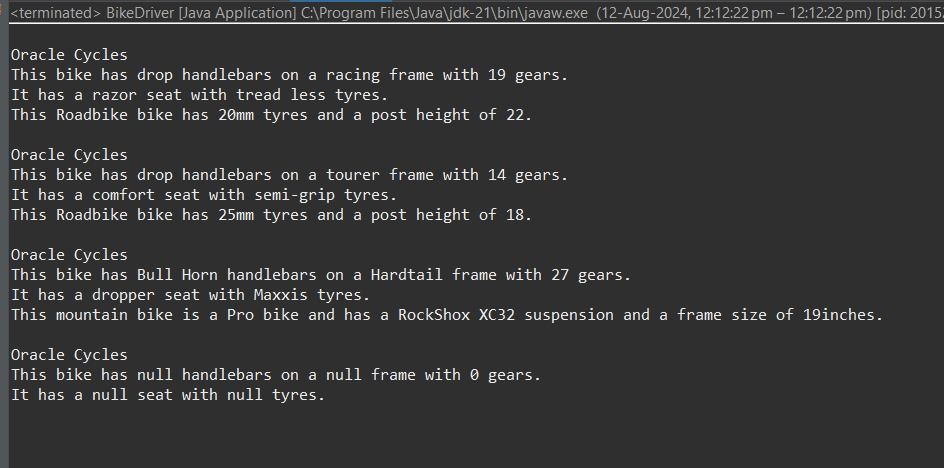 <terminated> BikeDriver [Java Application] C:\Program Files\Java\jdk-21\bin\javaw.exe (12-Aug-2024, 12:12:22 pm – 12:12:22 pm) [pid: 2015
Oracle Cycles
This bike has drop handlebars on a racing frame with 19 gears.
It has a razor seat with tread less tyres.
This Roadbike bike has 20mm tyres and a post height of 22.
Oracle Cycles
This bike has drop handlebars on a tourer frame with 14 gears.
It has a comfort seat with semi-grip tyres.
This Roadbike bike has 25mm tyres and a post height of 18.
Oracle Cycles
This bike has Bull Horn handlebars on a Hardtail frame with 27 gears.
It has a dropper seat with Maxxis tyres.
This mountain bike is a Pro bike and has a RockShox XC32 suspension and a frame size of 19inches.
Oracle Cycles
This bike has null handlebars on a null frame with 0 gears.
It has a null seat with null tyres.